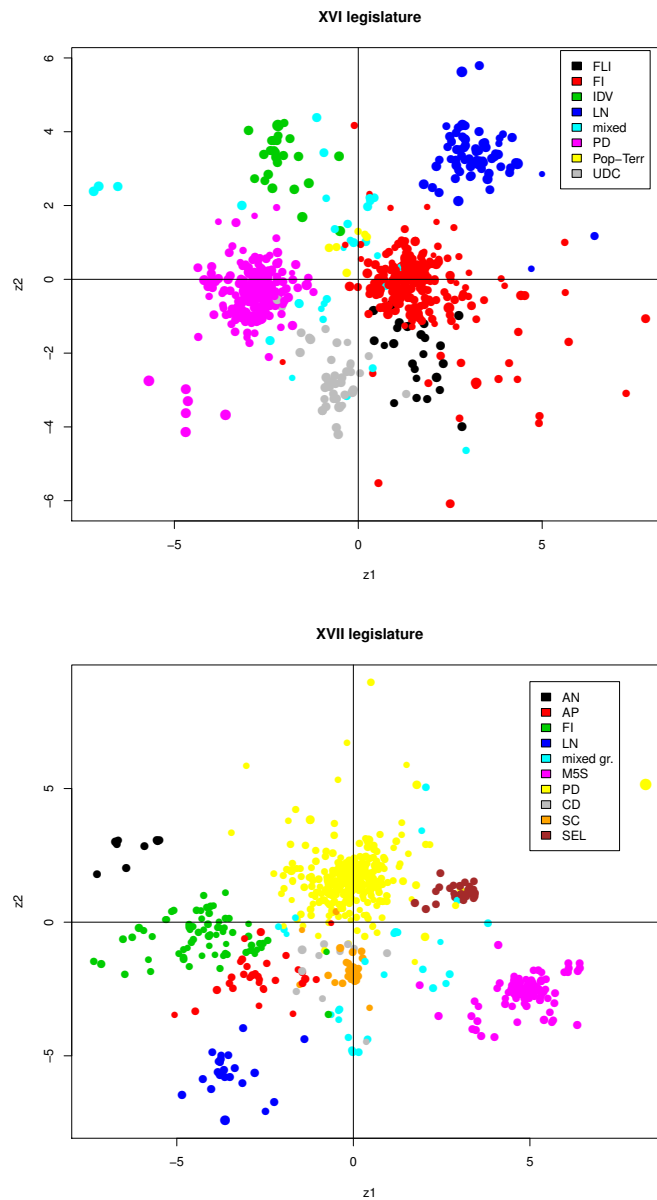 XVI legislature
6
4
2
0
−2
−4
−6
z2
FLI
FI
IDV
LN
mixed
PD
Pop−Terr
UDC
−5
0
5
z1
XVII legislature
5
0
−5
z2
AN
AP
FI
LN
mixed gr.
M5S
PD
CD
SC
SEL
−5
0
5
z1